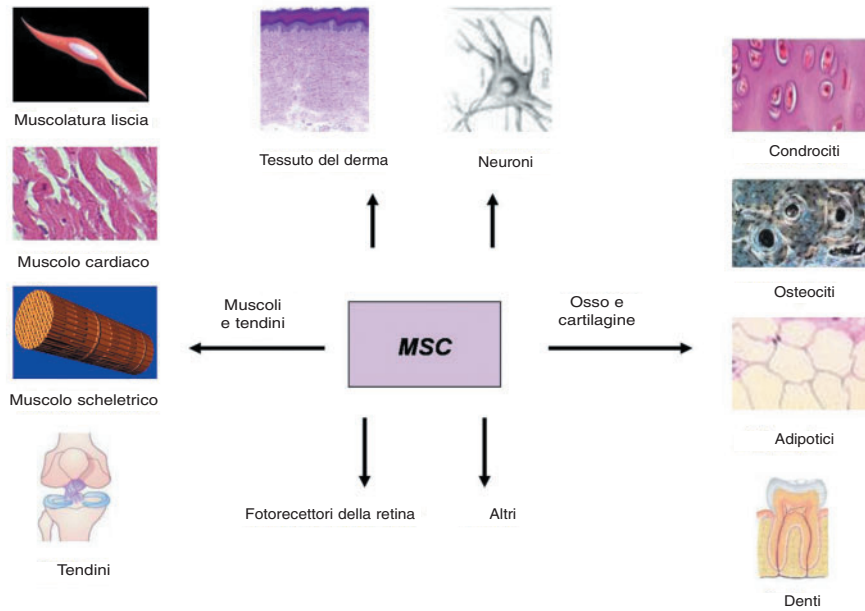 Muscolatura liscia
Tessuto del derma
Neuroni
Condrociti
Muscolo cardiaco
Osteociti
Muscoli
e tendini
MSC
Osso e
cartilagine
Muscolo scheletrico
Adipotici
Fotorecettori della retina
Altri
Tendini
Denti